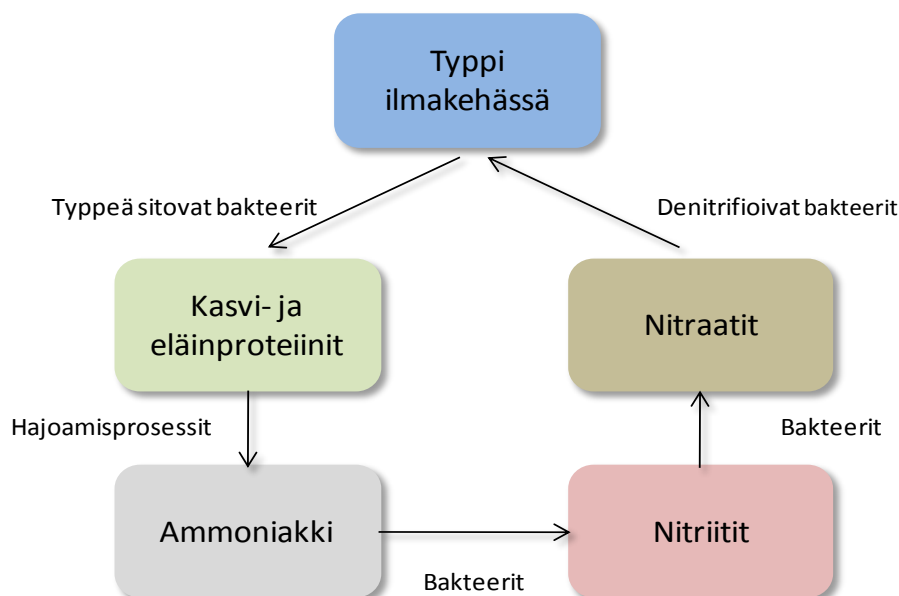 Typpi
ilmakehässä
Typpeä sitovat bakteerit
Denitrifioivat bakteerit
Kasvi- ja
eläinproteiinit
Nitraatit
Hajoamisprosessit
Bakteerit
Ammoniakki
Nitriitit
Bakteerit